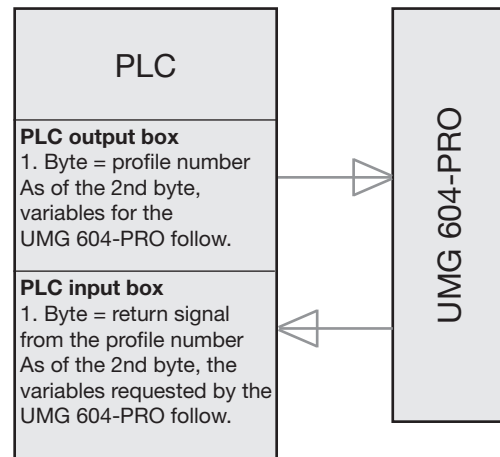 PLC
PLC output box
1. Byte = profile number
As of the 2nd byte,
variables for the
UMG 604-PRO follow.
PLC input box
1. Byte = return signal
from the profile number
As of the 2nd byte, the
variables requested by the
UMG 604-PRO follow.
UMG 604-PRO